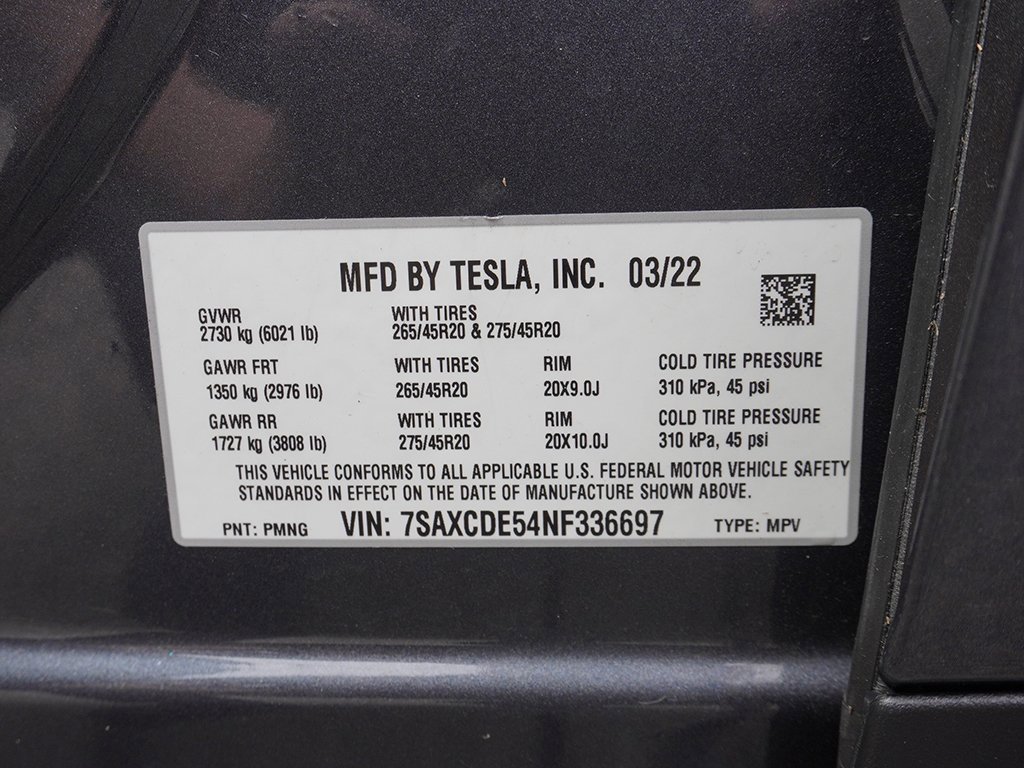 MFD BY TESLA, INC. 03/22
GVWR WITH TIRES
2730 kg (6021 lb) 265/45R20 & 275/45R20
GAWR FRT WITH TIRES RIM COLD TIRE PRESSURE
1350 kg (2976 lb) 265/45R20 20X9.0J 310 kPa, 45 psi
GAWR RR WITH TIRES RIM COLD TIRE PRESSURE
1727 kg (3808 lb) 275/45R20 20X10.0J 310 kPa, 45 psi
THIS VEHICLE CONFORMS TO ALL APPLICABLE U.S. FEDERAL MOTOR VEHICLE SAFETY
STANDARDS IN EFFECT ON THE DATE OF MANUFACTURE SHOWN ABOVE.
PNT: PMNG VIN: 7SAXCDE54NF336697 TYPE: MPV